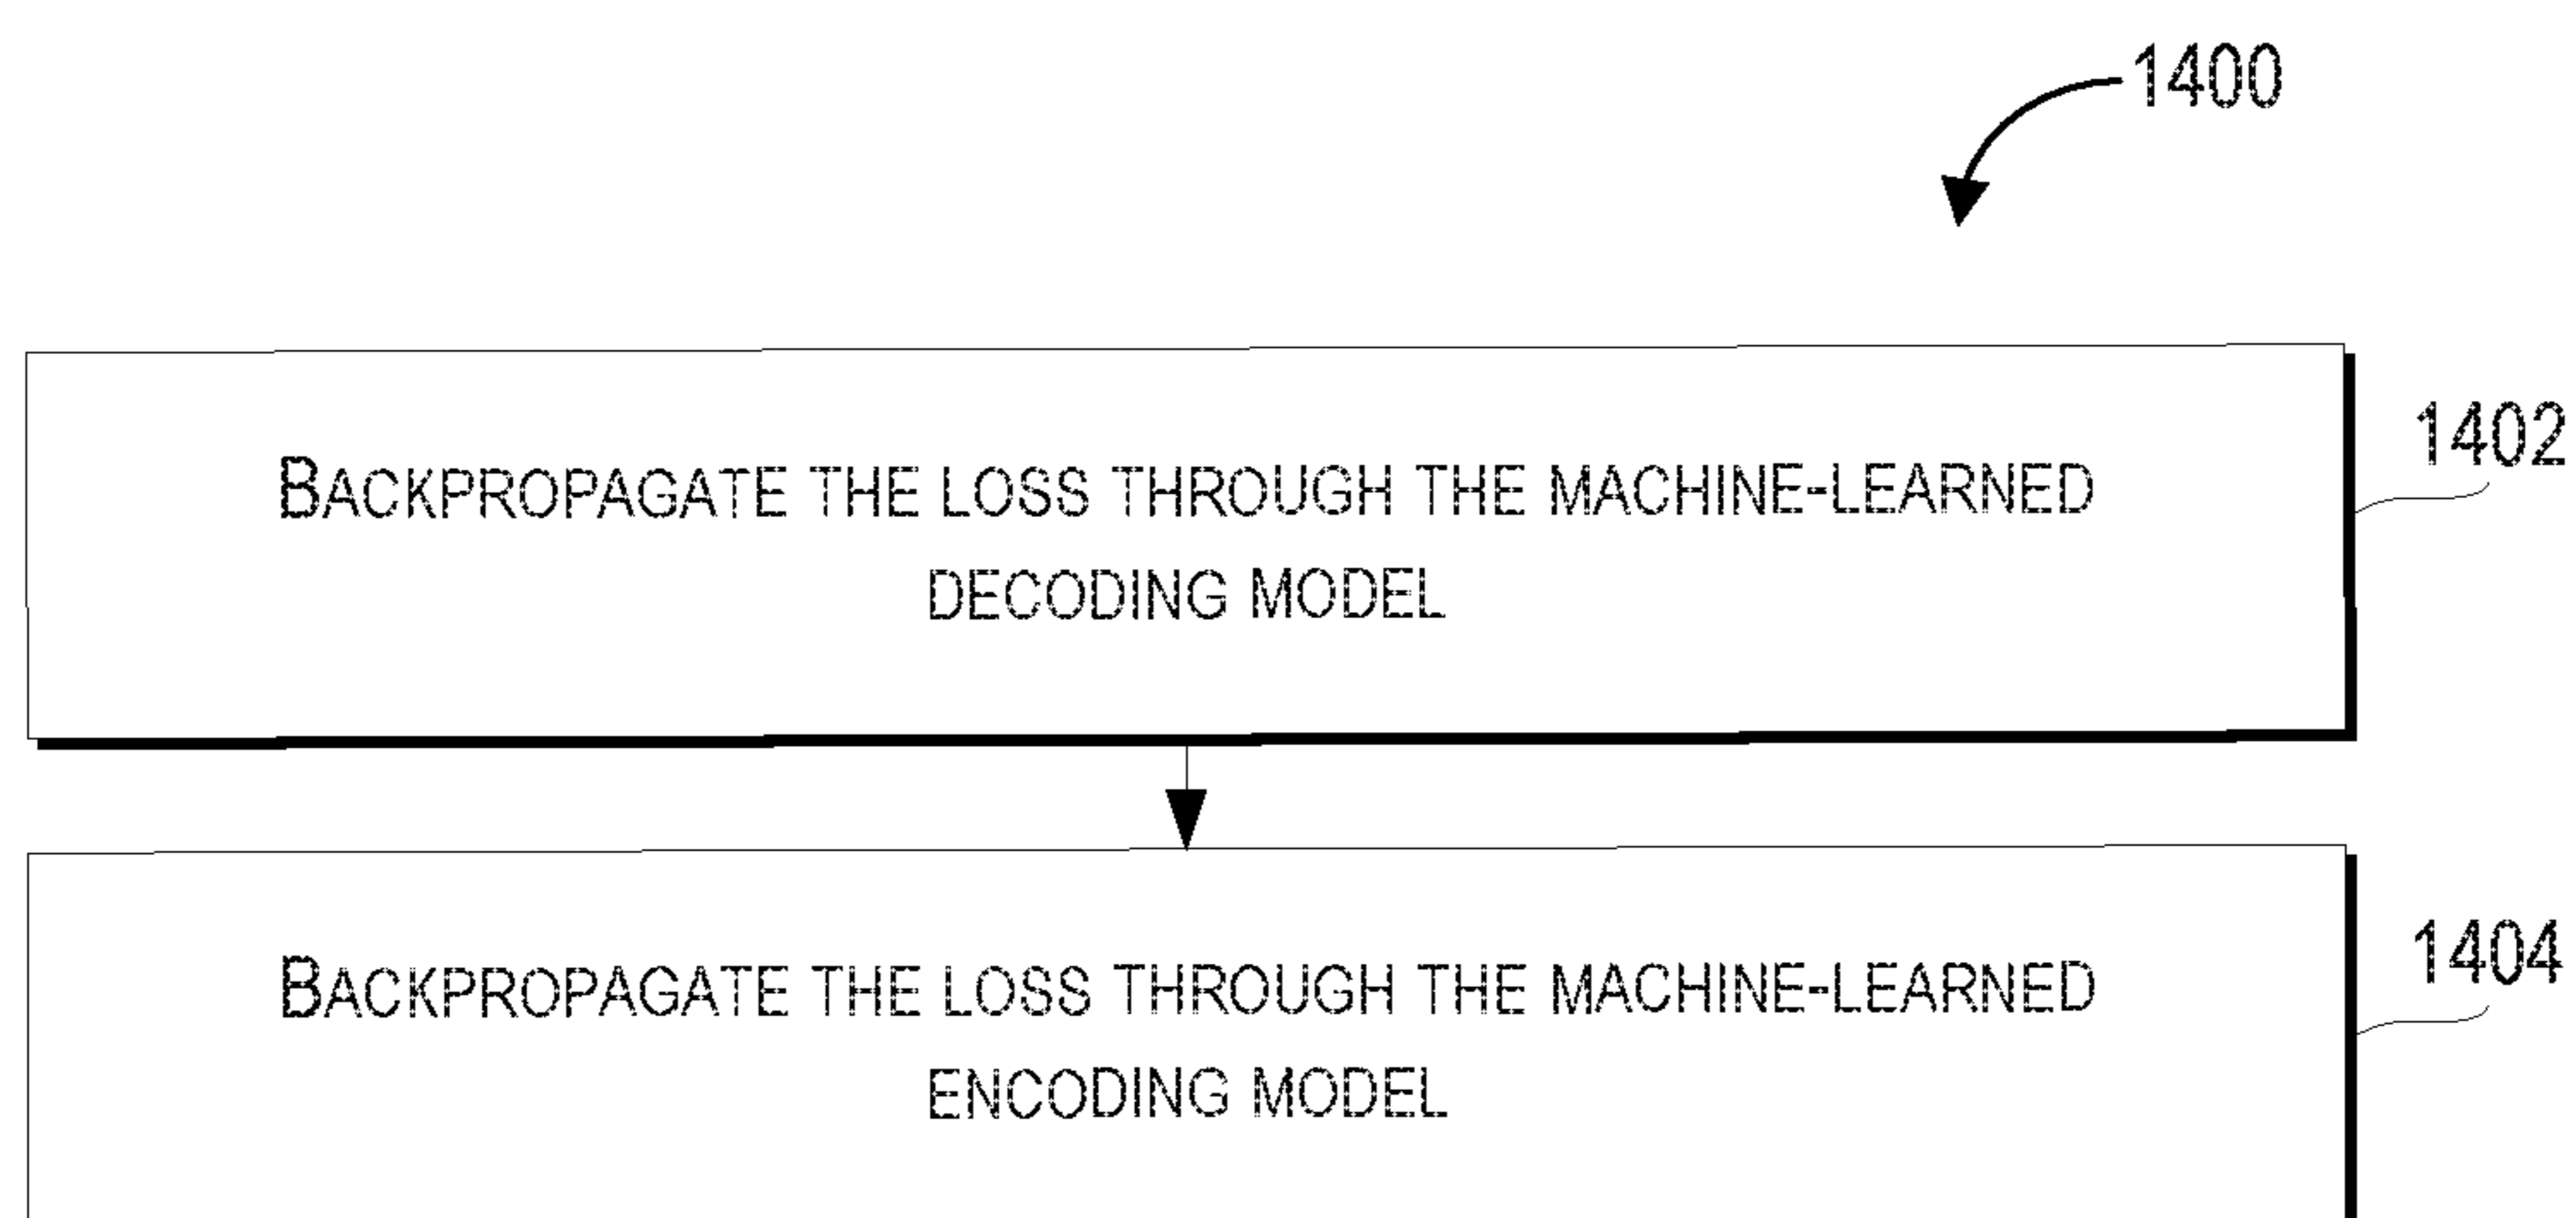 1400
BACKPROPAGATE THE LOSS THROUGH THE MACHINE-LEARNED
DECODING MODEL
1402
BACKPROPAGATE THE LOSS THROUGH THE MACHINE-LEARNED
ENCODING MODEL
1404